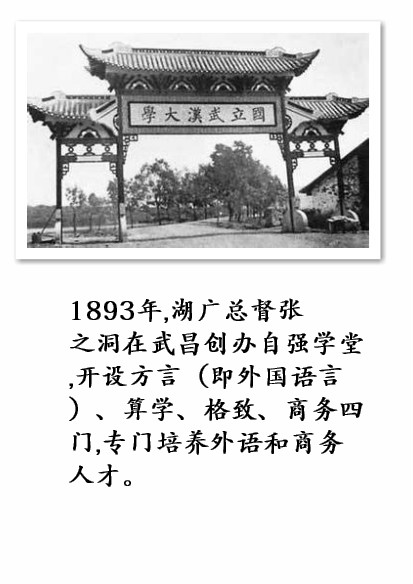 國立武漢大學
1893年,湖广总督张
之洞在武昌创办自强学堂
,开设方言（即外国语言
）、算学、格致、商务四
门,专门培养外语和商务
人才。